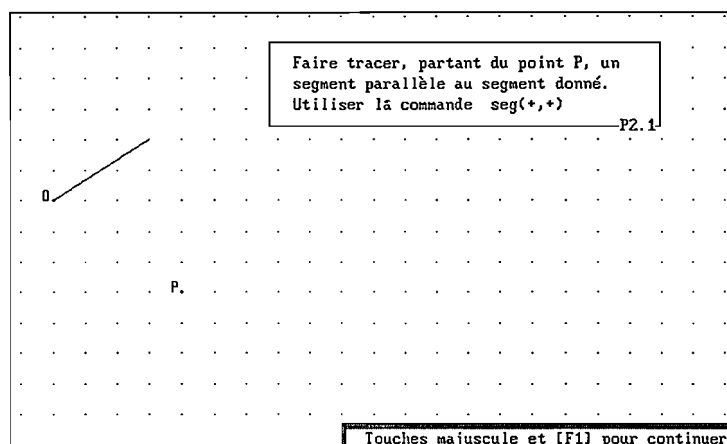 Faire tracer, partant du point P, un
segment parallèle au segment donné.
Utiliser la commande seg(+,+)
P2.1
O
P.
Touches majuscule et [F1] pour continuer